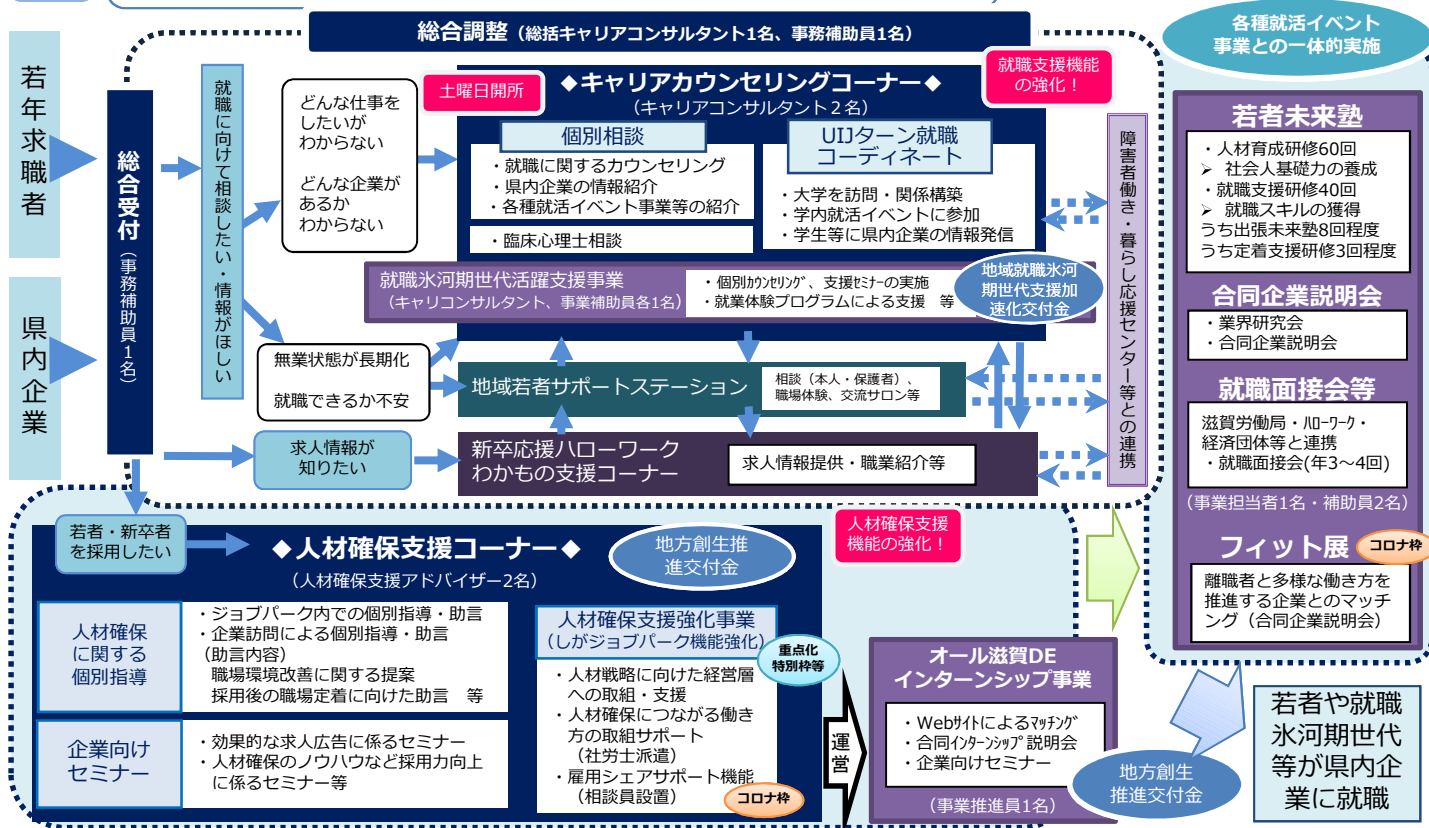 総合調整（総括キャリアコンサルタント1名、事務補助員1名）
各種就活イベント
事業との一体的実施
若年求職者
県内企業
総合受付（事務補助員1名）
就職に向けて相談したい・情報がほしい
どんな仕事を
したいが
わからない
どんな企業が
あるか
わからない
土曜日開所
◆キャリアカウンセリングコーナー◆
（キャリアコンサルタント２名）
就職支援機能
の強化！
個別相談
・就職に関するカウンセリング
・県内企業の情報紹介
・各種就活イベント事業等の紹介
・臨床心理士相談
UIJターン就職
コーディネート
・大学を訪問・関係構築
・学内就活イベントに参加
・学生等に県内企業の情報発信
就職氷河期世代活躍支援事業
（キャリコンサルタント、事業補助員各1名）
・個別ｶｳﾝｾﾘﾝｸﾞ、支援ｾﾐﾅｰの実施
・就業体験プログラムによる支援　等
地域就職氷河
期世代支援加
速化交付金
障害者働き・暮らし応援センター等との連携
無業状態が長期化
就職できるか不安
地域若者サポートステーション
相談（本人・保護者）、
職場体験、交流サロン等
求人情報が
知りたい
新卒応援ハローワーク
わかもの支援コーナー
求人情報提供・職業紹介等
若者未来塾
・人材育成研修60回
➢ 社会人基礎力の養成
・就職支援研修40回
➢ 就職スキルの獲得
うち出張未来塾8回程度
うち定着支援研修3回程度
合同企業説明会
・業界研究会
・合同企業説明会
就職面接会等
滋賀労働局・ﾊﾛｰﾜｰｸ・
経済団体等と連携
・就職面接会(年3～4回)
（事業担当者1名・補助員2名）
フィット展
コロナ枠
離職者と多様な働き方を
推進する企業とのマッチ
ング（合同企業説明会）
若者・新卒者
を採用したい
◆人材確保支援コーナー◆
（人材確保支援アドバイザー2名）
地方創生推
進交付金
人材確保支援
機能の強化！
人材確保
に関する
個別指導
・ジョブパーク内での個別指導・助言
・企業訪問による個別指導・助言
（助言内容）
職場環境改善に関する提案
採用後の職場定着に向けた助言　等
企業向け
セミナー
・効果的な求人広告に係るセミナー
・人材確保のノウハウなど採用力向上
に係るセミナー等
人材確保支援強化事業
（しがジョブパーク機能強化）
重点化
特別枠等
・人材戦略に向けた経営層
への取組・支援
・人材確保につながる働き
方の取組サポート
（社労士派遣）
・雇用シェアサポート機能
（相談員設置）
コロナ枠
運営
オール滋賀DE
インターンシップ事業
・Webｻｲﾄによるﾏｯﾁﾝｸﾞ
・合同ｲﾝﾀｰﾝｼｯﾌﾟ説明会
・企業向けセミナー
（事業推進員1名）
地方創生
推進交付金
若者や就職
氷河期世代
等が県内企
業に就職